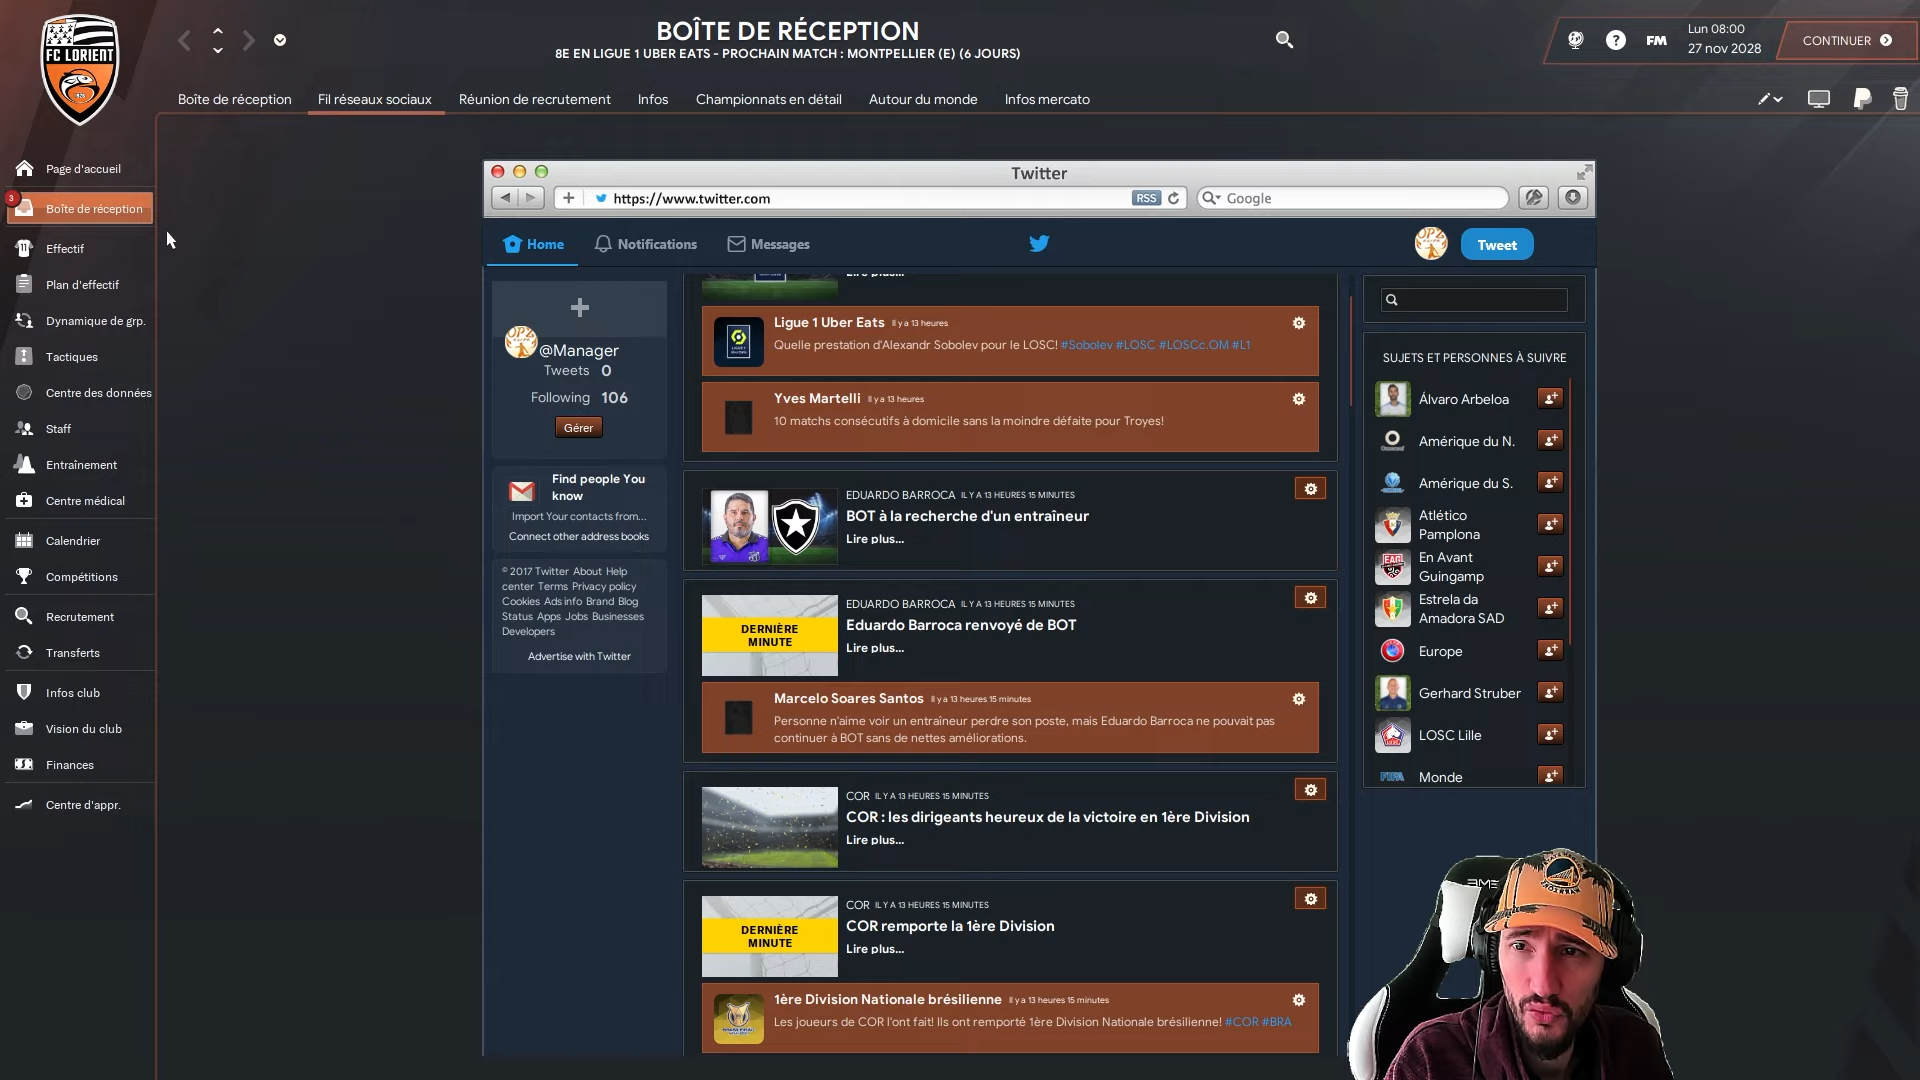 FC LORIENT
BOÎTE DE RÉCEPTION
8E EN LIGUE 1 UBER EATS - PROCHAIN MATCH : MONTPELLIER (E) (6 JOURS)
FM
Lun 08:00
27 nov 2028
CONTINUER
Boîte de réception
Fil réseaux sociaux
Réunion de recrutement
Infos
Championnats en détail
Autour du monde
Infos mercato
Page d'accueil
3
Boîte de réception
Effectif
Plan d'effectif
Dynamique de grp.
Tactiques
Centre des données
Staff
Entraînement
Centre médical
Calendrier
Compétitions
Recrutement
Transferts
Infos club
Vision du club
Finances
Centre d'appr.
Twitter
https://www.twitter.com
RSS
Google
Home
Notifications
Messages
Tweet
@Manager
Tweets 0
Following 106
Gérer
Find people You
know
Import Your contacts from...
Connect other address books
© 2017 Twitter About Help
center Terms Privacy policy
Cookies Ads info Brand Blog
Status Apps Jobs Businesses
Developers
Advertise with Twitter
Lire plus...
Ligue 1 Uber Eats Il y a 13 heures
Quelle prestation d'Alexandr Sobolev pour le LOSC! #Sobolev #LOSC #LOSCc.OM #L1
Yves Martelli Il y a 13 heures
10 matchs consécutifs à domicile sans la moindre défaite pour Troyes!
EDUARDO BARROCA IL Y A 13 HEURES 15 MINUTES
BOT à la recherche d'un entraîneur
Lire plus...
DERNIÈRE
MINUTE
EDUARDO BARROCA IL Y A 13 HEURES 15 MINUTES
Eduardo Barroca renvoyé de BOT
Lire plus...
Marcelo Soares Santos Il y a 13 heures 15 minutes
Personne n'aime voir un entraîneur perdre son poste, mais Eduardo Barroca ne pouvait pas
continuer à BOT sans de nettes améliorations.
COR IL Y A 13 HEURES 15 MINUTES
COR : les dirigeants heureux de la victoire en 1ère Division
Lire plus...
DERNIÈRE
MINUTE
COR IL Y A 13 HEURES 15 MINUTES
COR remporte la 1ère Division
Lire plus...
1ère Division Nationale brésilienne Il y a 13 heures 15 minutes
Les joueurs de COR l'ont fait! Ils ont remporté 1ère Division Nationale brésilienne! #COR #BRA
SUJETS ET PERSONNES À SUIVRE
Álvaro Arbeloa
Amérique du N.
Amérique du S.
Atlético
Pamplona
En Avant
Guingamp
Estrela da
Amadora SAD
Europe
Gerhard Struber
LOSC Lille
FIFA
Monde